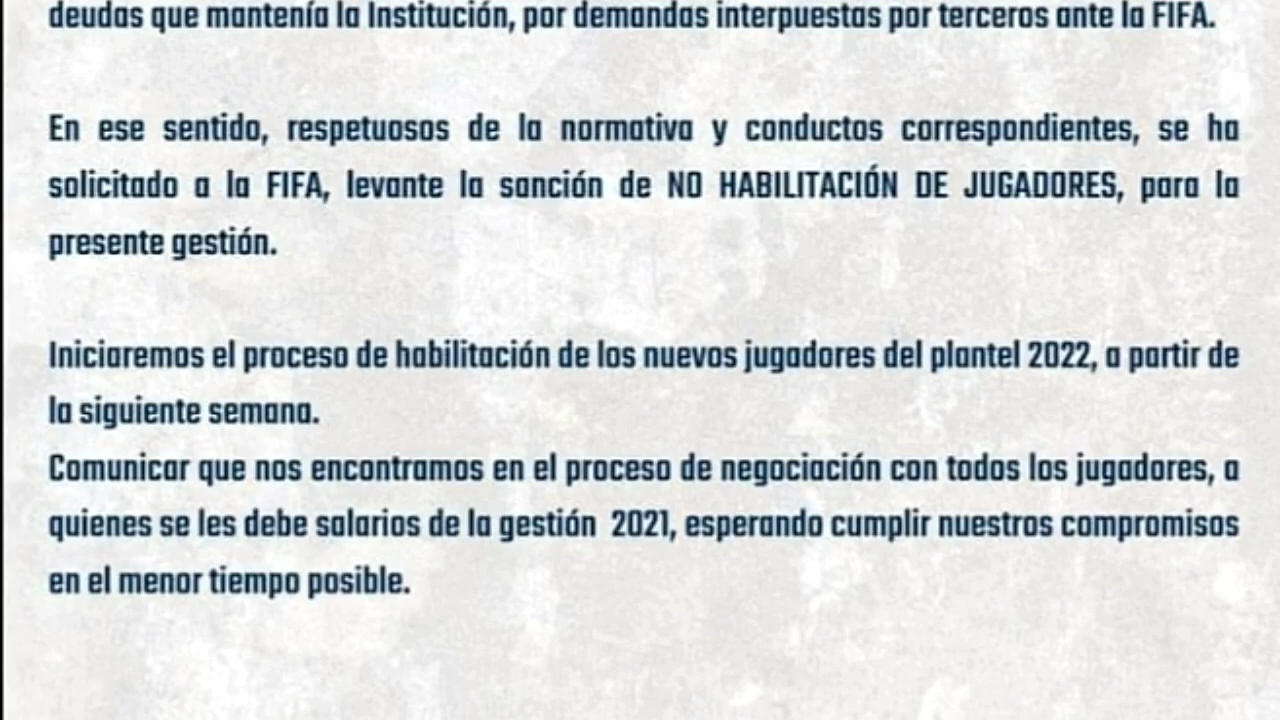 deudas que mantenía la Institución, por demandas interpuestas por terceros ante la FIFA.
En ese sentido, respetuosos de la normativa y conductos correspondientes, se ha
solicitado a la FIFA, levante la sanción de NO HABILITACIÓN DE JUGADORES, para la
presente gestión.
Iniciaremos el proceso de habilitación de los nuevos jugadores del plantel 2022, a partir de
la siguiente semana.
Comunicar que nos encontramos en el proceso de negociación con todos los jugadores, a
quienes se les debe salarios de la gestión 2021, esperando cumplir nuestros compromisos
en el menor tiempo posible.